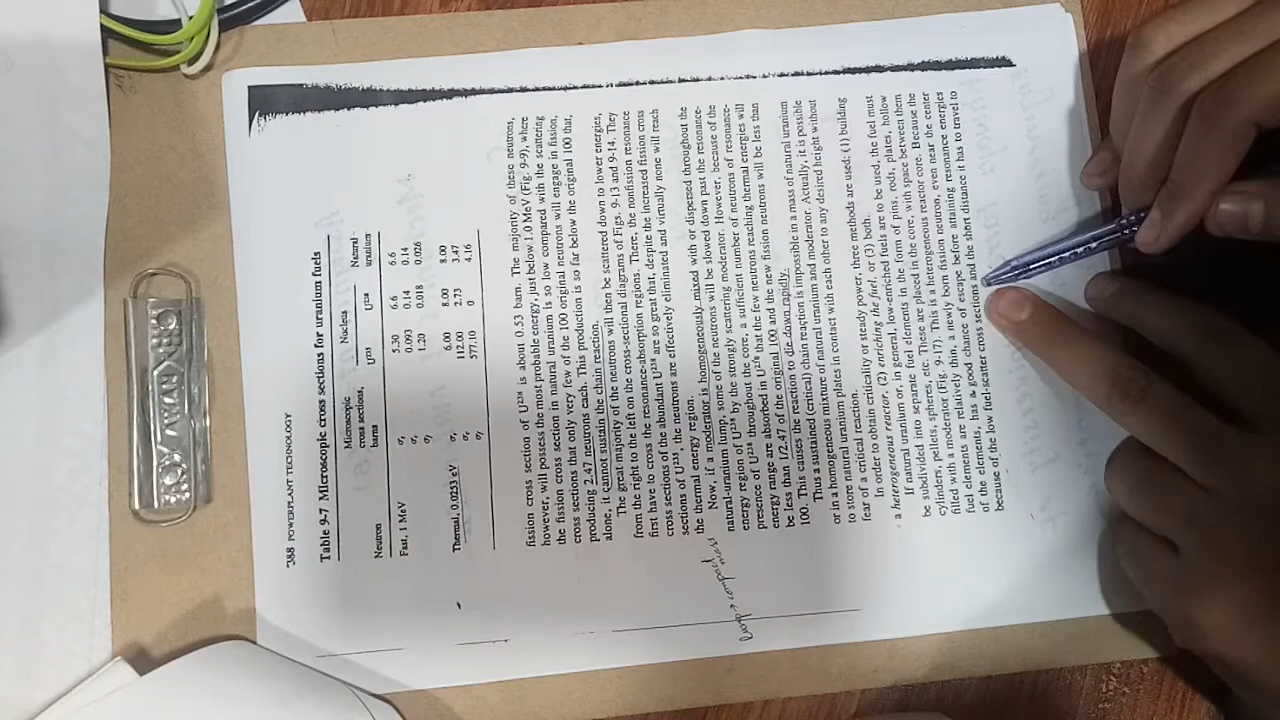 388 POWERPLANT TECHNOLOGY
Table 9-7 Microscopic cross sections for uranium fuels
Microscopic Nucleus
cross sections, Natural
Neutron barns U²³⁵ U²³⁸ uranium
Fast, 1 MeV σₛ 5.30 6.6 6.6
σ꜀ 0.093 0.14 0.14
σf 1.20 0.018 0.026
Thermal, 0.0253 eV σₛ 6.00 8.00 8.00
σ꜀ 112.00 2.73 3.47
σf 577.10 0 4.16
fission cross section of U²³⁸ is about 0.53 barn. The majority of these neutrons,
however, will possess the most probable energy, just below 1.0 MeV (Fig. 9-9), where
the fission cross section in natural uranium is so low compared with the scattering
cross sections that only very few of the 100 original neutrons will engage in fission,
producing 2.47 neutrons each. This production is so far below the original 100 that,
alone, it cannot sustain the chain reaction.
The great majority of the neutrons will then be scattered down to lower energies,
from the right to the left on the cross-sectional diagrams of Figs. 9-13 and 9-14. They
first have to cross the resonance-absorption regions. There, the nonfission resonance
cross sections of the abundant U²³⁸ are so great that, despite the increased fission cross
sections of U²³⁵, the neutrons are effectively eliminated and virtually none will reach
the thermal energy region.
Now, if a moderator is homogeneously mixed with or dispersed throughout the
natural-uranium lump, some of the neutrons will be slowed down past the resonance-
energy region of U²³⁸ by the strongly scattering moderator. However, because of the
presence of U²³⁸ throughout the core, a sufficient number of neutrons of resonance-
energy range are absorbed in U²³⁸ that the few neutrons reaching thermal energies will
be less than 1/2.47 of the original 100 and the new fission neutrons will be less than
100. This causes the reaction to die down rapidly.
Thus a sustained (critical) chain reaction is impossible in a mass of natural uranium
or in a homogeneous mixture of natural uranium and moderator. Actually, it is possible
to store natural uranium plates in contact with each other to any desired height without
fear of a critical reaction.
In order to obtain criticality or steady power, three methods are used: (1) building
a heterogeneous reactor, (2) enriching the fuel, or (3) both.
If natural uranium or, in general, low-enriched fuels are to be used, the fuel must
be subdivided into separate fuel elements in the form of pins, rods, plates, hollow
cylinders, pellets, spheres, etc. These are placed in the core, with space between them
filled with a moderator (Fig. 9-17). This is a heterogeneous reactor core. Because the
fuel elements are relatively thin, a newly born fission neutron, even near the center
of the elements, has a good chance of escape before attaining resonance energies
because of the low fuel-scatter cross sections and the short distance it has to travel to
lump → compact mass